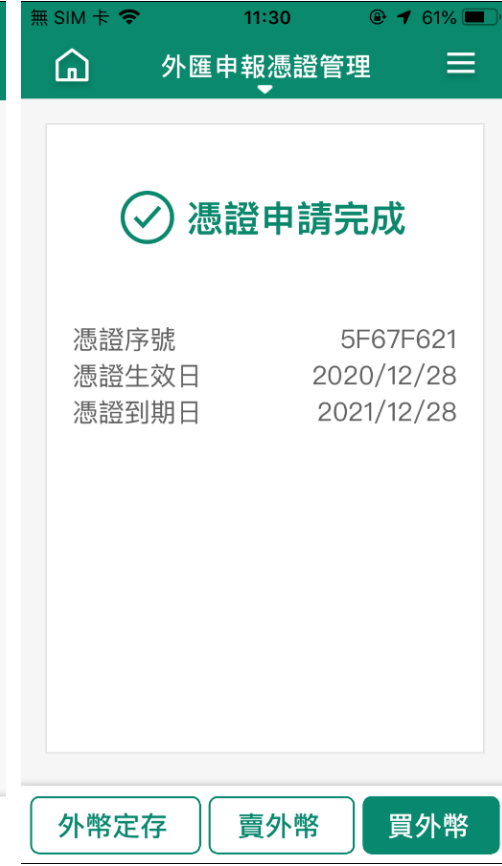 無 SIM 卡 11:30 61%
外匯申報憑證管理
憑證申請完成
憑證序號 5F67F621
憑證生效日 2020/12/28
憑證到期日 2021/12/28
外幣定存 賣外幣 買外幣